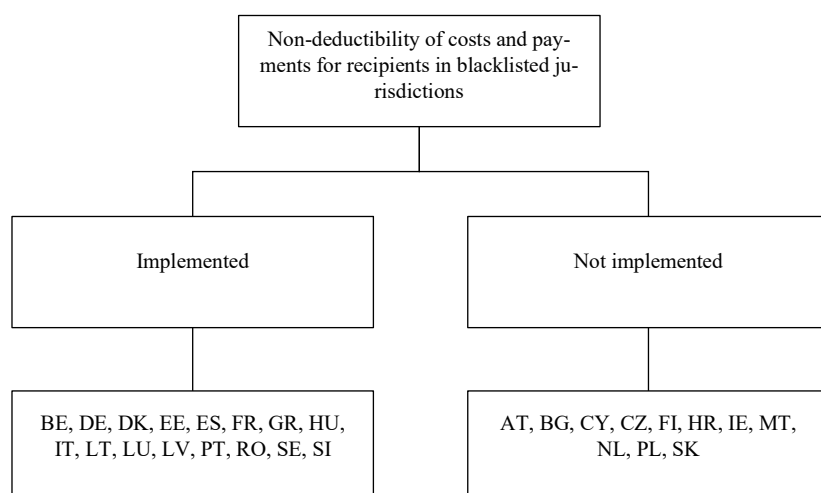 Non-deductibility of costs and pay-
ments for recipients in blacklisted ju-
risdictions
Implemented
Not implemented
BE, DE, DK, EE, ES, FR, GR, HU,
IT, LT, LU, LV, PT, RO, SE, SI
AT, BG, CY, CZ, FI, HR, IE, MT,
NL, PL, SK